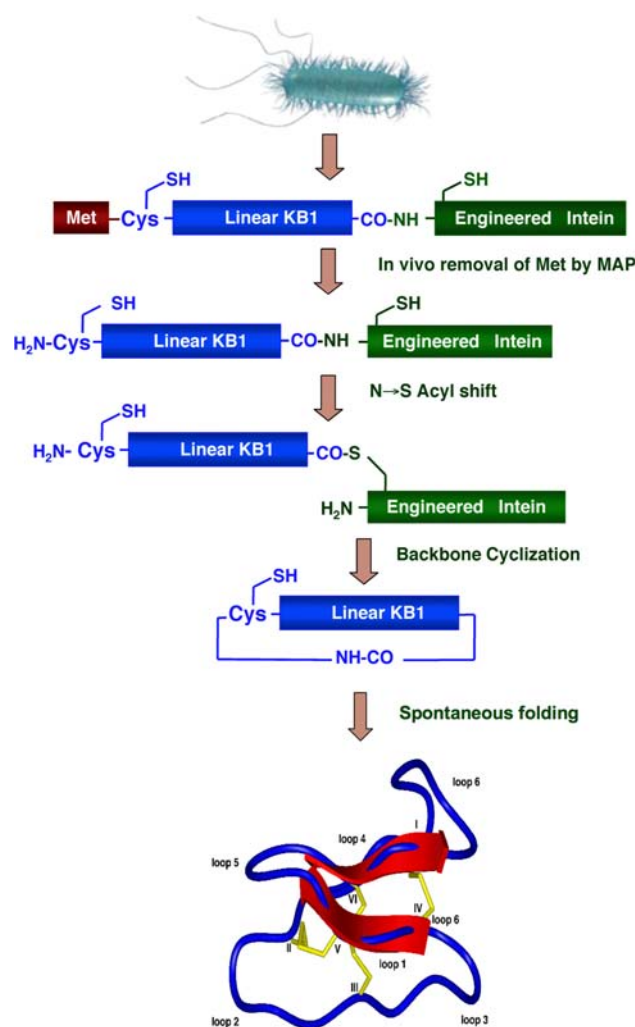 SH
SH
Met Cys Linear KB1 CO-NH Engineered Intein
In vivo removal of Met by MAP
SH
SH
H₂N-Cys Linear KB1 CO-NH Engineered Intein
N→S Acyl shift
SH
H₂N- Cys Linear KB1 CO-S
H₂N Engineered Intein
Backbone Cyclization
SH
Cys Linear KB1
NH-CO
Spontaneous folding
loop 6
I
loop 4
loop 5
VI
IV
loop 6
II
V
loop 1
III
loop 2
loop 3